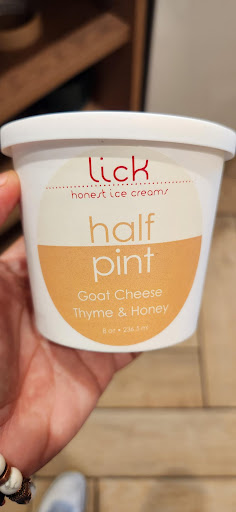 lick
honest ice creams
half
pint
Goat Cheese
Thyme & Honey
8 oz • 236.5 ml